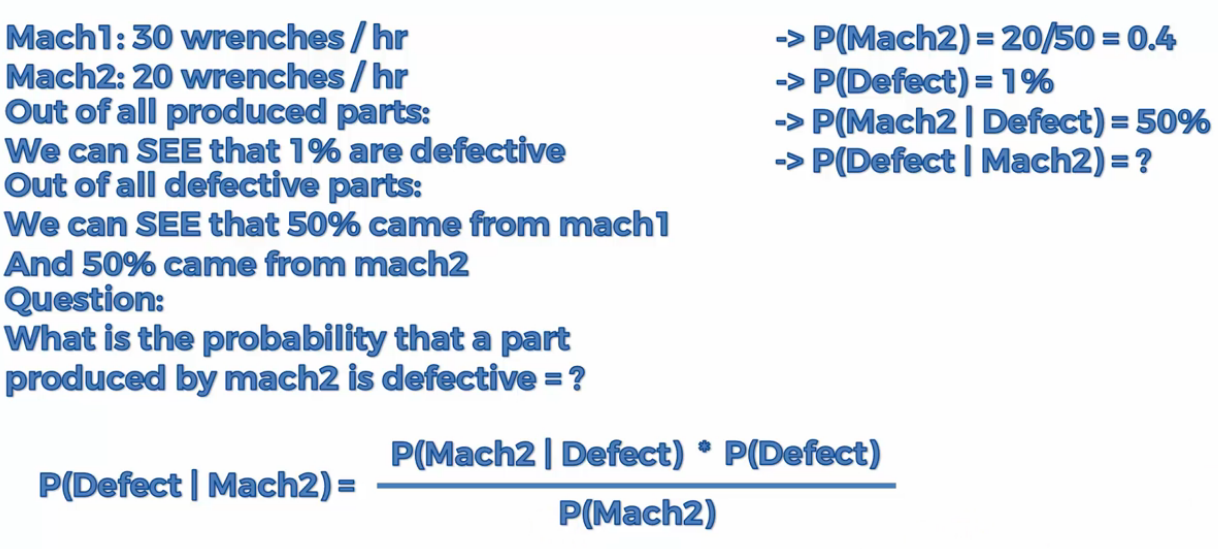 Mach1: 30 wrenches / hr
Mach2: 20 wrenches / hr
Out of all produced parts:
We can SEE that 1% are defective
Out of all defective parts:
We can SEE that 50% came from mach1
And 50% came from mach2
Question:
What is the probability that a part
produced by mach2 is defective = ?
-> P(Mach2) = 20/50 = 0.4
-> P(Defect) = 1%
-> P(Mach2 | Defect) = 50%
-> P(Defect | Mach2) = ?
P(Mach2 | Defect) * P(Defect)
P(Defect | Mach2) =
P(Mach2)